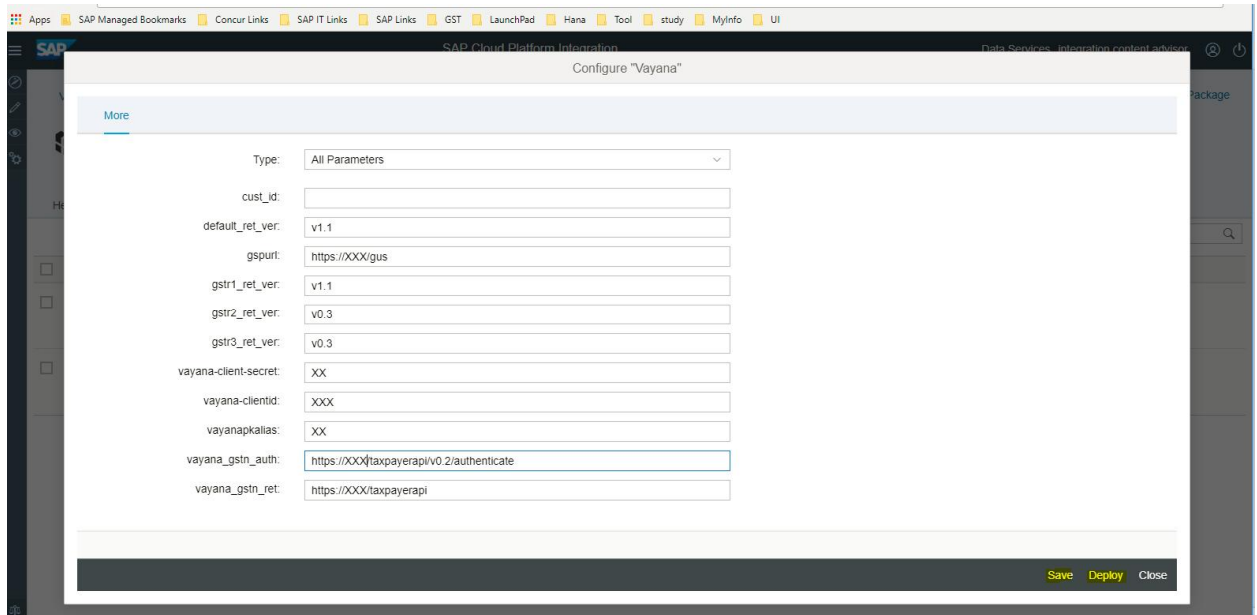 Apps SAP Managed Bookmarks Concur Links SAP IT Links SAP Links GST LaunchPad Hana Tool study MyInfo UI
SAP SAP Cloud Platform Integration Data Services, integration content advisor
Configure "Vayana"
Package
More
Type: All Parameters
cust_id:
He
default_ret_ver: v1.1
gspurl: https://XXX/gus
gstr1_ret_ver: v1.1
gstr2_ret_ver: v0.3
gstr3_ret_ver: v0.3
vayana-client-secret: XX
vayana-clientid: XXX
vayanapkalias: XX
vayana_gstn_auth: https://XXX/taxpayerapi/v0.2/authenticate
vayana_gstn_ret: https://XXX/taxpayerapi
Save Deploy Close